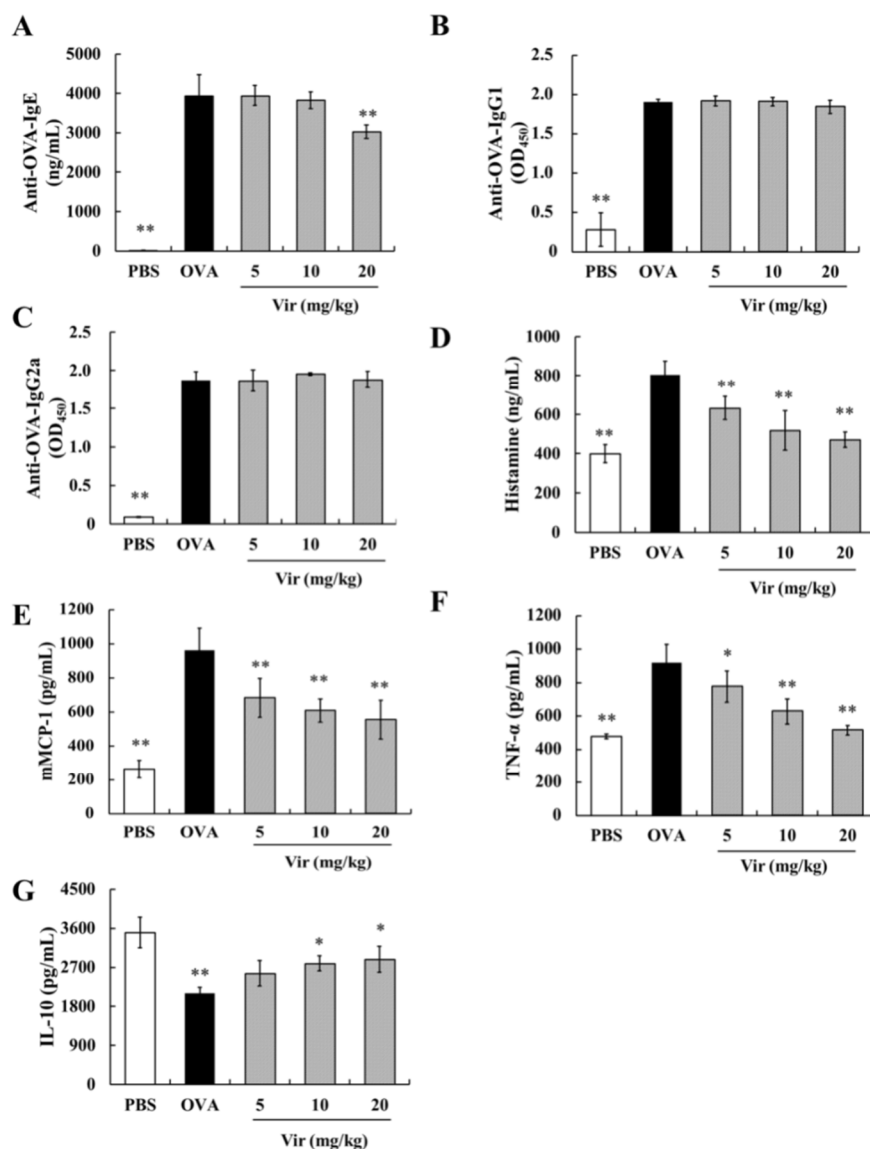 A
Anti-OVA-IgE
(ng/mL)
5000
4000
3000
2000
1000
0
**
**
PBS OVA 5 10 20
Vir (mg/kg)
B
Anti-OVA-IgG1
(OD450)
2.5
2.0
1.5
1.0
0.5
0.0
**
PBS OVA 5 10 20
Vir (mg/kg)
C
Anti-OVA-IgG2a
(OD450)
2.5
2.0
1.5
1.0
0.5
0
**
PBS OVA 5 10 20
Vir (mg/kg)
D
Histamine (ng/mL)
1000
800
600
400
200
0
**
**
**
**
PBS OVA 5 10 20
Vir (mg/kg)
E
mMCP-1 (pg/mL)
1200
1000
800
600
400
200
0
**
**
**
**
PBS OVA 5 10 20
Vir (mg/kg)
F
TNF-α (pg/mL)
1200
1000
800
600
400
200
0
**
*
**
**
PBS OVA 5 10 20
Vir (mg/kg)
G
IL-10 (pg/mL)
4500
3600
2700
1800
900
0
**
*
*
PBS OVA 5 10 20
Vir (mg/kg)